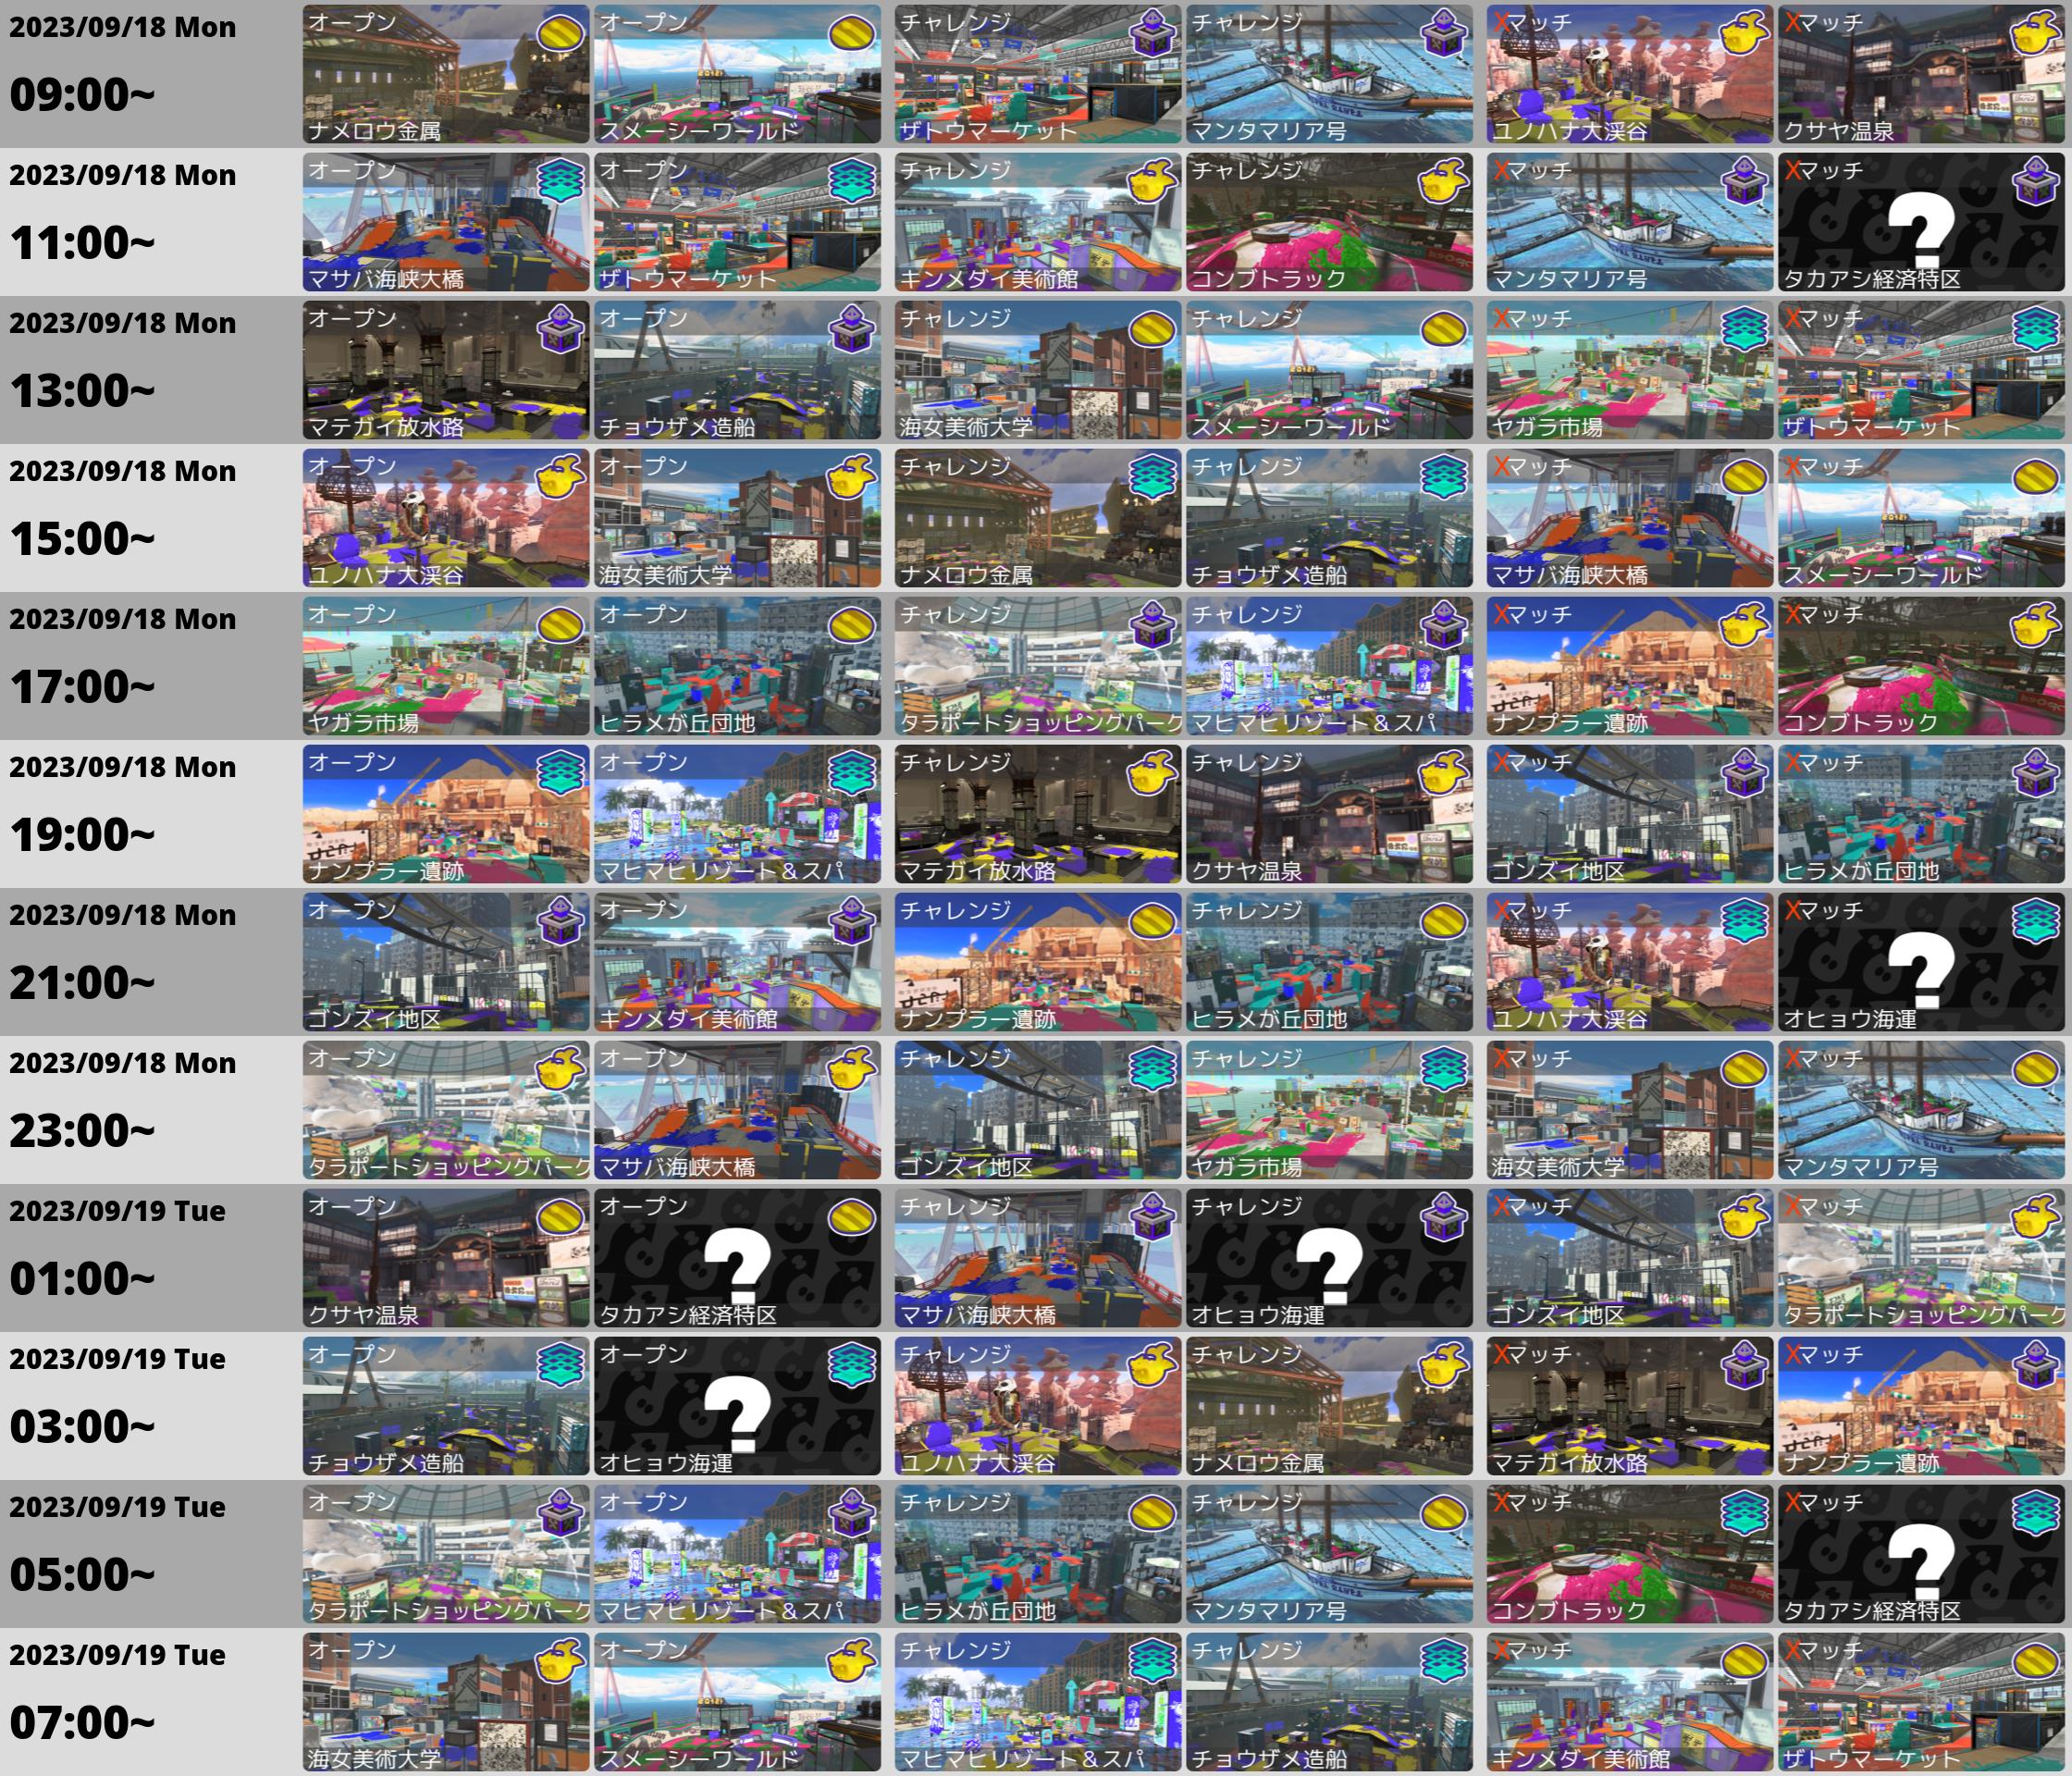 2023/09/18 Mon
09:00~
オープン
ナメロウ金属
オープン
スメーシーワールド
チャレンジ
ザトウマーケット
チャレンジ
マンタマリア号
Xマッチ
ユノハナ大渓谷
Xマッチ
クサヤ温泉
2023/09/18 Mon
11:00~
オープン
マサバ海峡大橋
オープン
ザトウマーケット
チャレンジ
キンメダイ美術館
チャレンジ
コンブトラック
Xマッチ
マンタマリア号
Xマッチ
?
タカアシ経済特区
2023/09/18 Mon
13:00~
オープン
マテガイ放水路
オープン
チョウザメ造船
チャレンジ
海女美術大学
チャレンジ
スメーシーワールド
Xマッチ
ヤガラ市場
Xマッチ
ザトウマーケット
2023/09/18 Mon
15:00~
オープン
ユノハナ大渓谷
オープン
海女美術大学
チャレンジ
ナメロウ金属
チャレンジ
チョウザメ造船
Xマッチ
マサバ海峡大橋
Xマッチ
スメーシーワールド
2023/09/18 Mon
17:00~
オープン
ヤガラ市場
オープン
ヒラメが丘団地
チャレンジ
タラポートショッピングパーク
チャレンジ
マヒマヒリゾート＆スパ
Xマッチ
ナンプラー遺跡
Xマッチ
コンブトラック
2023/09/18 Mon
19:00~
オープン
ナンプラー遺跡
オープン
マヒマヒリゾート＆スパ
チャレンジ
マテガイ放水路
チャレンジ
クサヤ温泉
Xマッチ
ゴンズイ地区
Xマッチ
ヒラメが丘団地
2023/09/18 Mon
21:00~
オープン
ゴンズイ地区
オープン
キンメダイ美術館
チャレンジ
ナンプラー遺跡
チャレンジ
ヒラメが丘団地
Xマッチ
ユノハナ大渓谷
Xマッチ
?
オヒョウ海運
2023/09/18 Mon
23:00~
オープン
タラポートショッピングパーク
オープン
マサバ海峡大橋
チャレンジ
ゴンズイ地区
チャレンジ
ヤガラ市場
Xマッチ
海女美術大学
Xマッチ
マンタマリア号
2023/09/19 Tue
01:00~
オープン
クサヤ温泉
オープン
?
タカアシ経済特区
チャレンジ
マサバ海峡大橋
チャレンジ
?
オヒョウ海運
Xマッチ
ゴンズイ地区
Xマッチ
タラポートショッピングパーク
2023/09/19 Tue
03:00~
オープン
チョウザメ造船
オープン
?
オヒョウ海運
チャレンジ
ユノハナ大渓谷
チャレンジ
ナメロウ金属
Xマッチ
マテガイ放水路
Xマッチ
ナンプラー遺跡
2023/09/19 Tue
05:00~
オープン
タラポートショッピングパーク
オープン
マヒマヒリゾート＆スパ
チャレンジ
ヒラメが丘団地
チャレンジ
マンタマリア号
Xマッチ
コンブトラック
Xマッチ
?
タカアシ経済特区
2023/09/19 Tue
07:00~
オープン
海女美術大学
オープン
スメーシーワールド
チャレンジ
マヒマヒリゾート＆スパ
チャレンジ
チョウザメ造船
Xマッチ
キンメダイ美術館
Xマッチ
ザトウマーケット